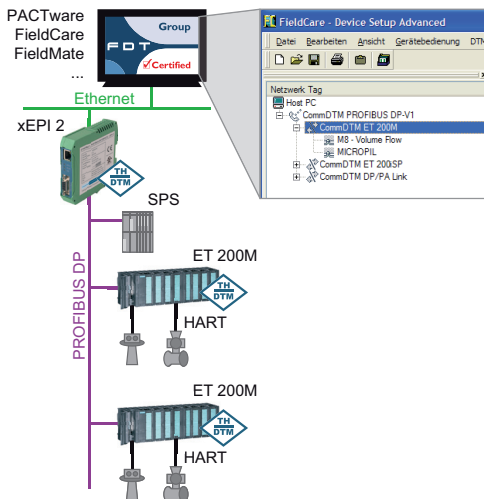 PACTware
FieldCare
FieldMate
...
FDT
Group
Certified
Ethernet
xEPI 2
TH
DTM
SPS
PROFIBUS DP
ET 200M
TH
DTM
HART
ET 200M
TH
DTM
HART
FieldCare - Device Setup Advanced
Datei Bearbeiten Ansicht Gerätebedienung DTM
Netzwerk Tag
Host PC
CommDTM PROFIBUS DP-V1
CommDTM ET 200M
M8 - Volume Flow
MICROPIL
CommDTM ET 200iSP
CommDTM DP/PA Link